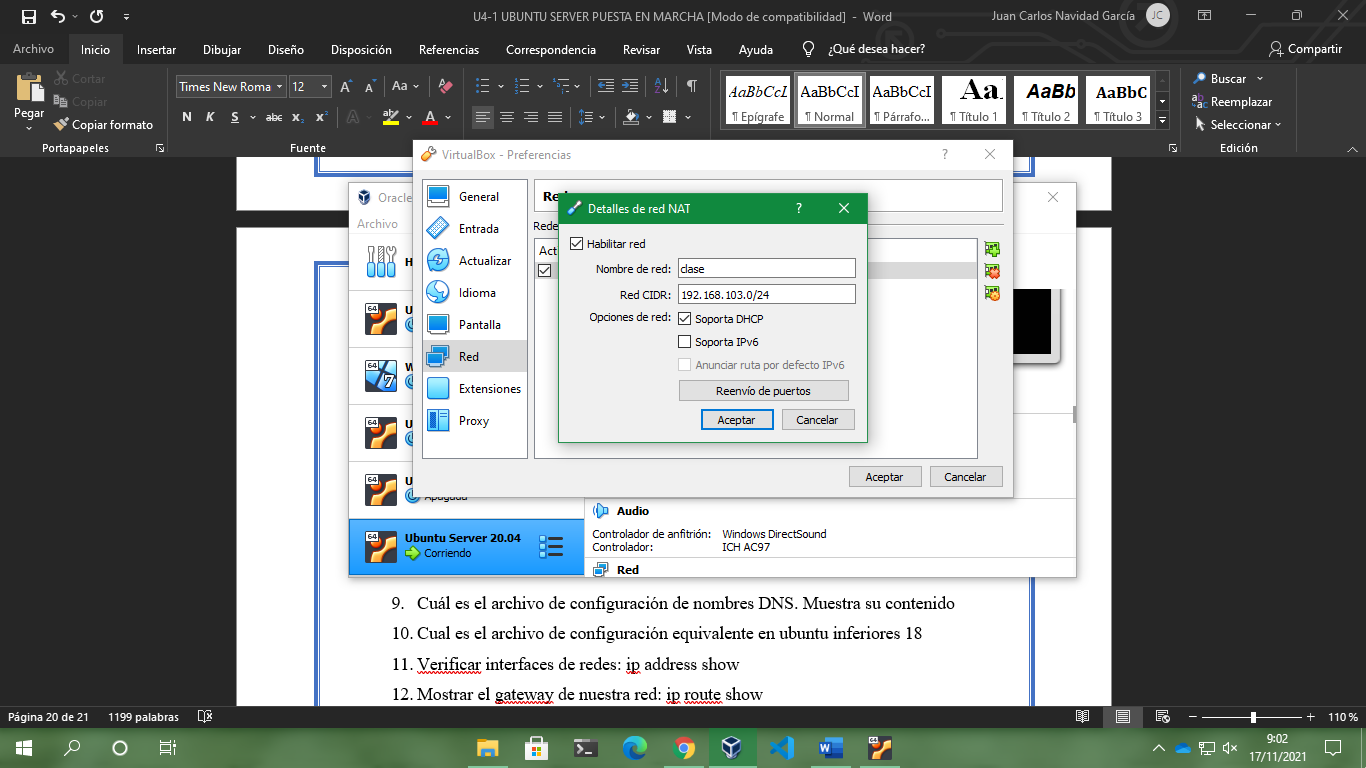 U4-1 UBUNTU SERVER PUESTA EN MARCHA [Modo de compatibilidad] - Word
Juan Carlos Navidad García
JC
Archivo Inicio Insertar Dibujar Diseño Disposición Referencias Correspondencia Revisar Vista Ayuda ¿Qué desea hacer? Compartir
Pegar
Cortar
Copiar
Copiar formato
Portapapeles
Times New Roma 12
N K S abc x₂ x²
Fuente
AaBbCcI AaBbCcI AaBbCcI AaI AaBb AaBbC
¶ Epígrafe ¶ Normal ¶ Párrafo... ¶ Título 1 ¶ Título 2 ¶ Título 3
Buscar
Reemplazar
Seleccionar
Edición
Oracle
Archivo
Apagada
Ubuntu Server 20.04
Corriendo
VirtualBox - Preferencias
General
Entrada
Actualizar
Idioma
Pantalla
Red
Extensiones
Proxy
Rede
Act
Detalles de red NAT
Habilitar red
Nombre de red: clase
Red CIDR: 192.168.103.0/24
Opciones de red: Soporta DHCP
Soporta IPv6
Anunciar ruta por defecto IPv6
Reenvío de puertos
Aceptar Cancelar
Aceptar Cancelar
Audio
Controlador de anfitrión: Windows DirectSound
Controlador: ICH AC97
Red
9. Cuál es el archivo de configuración de nombres DNS. Muestra su contenido
10. Cual es el archivo de configuración equivalente en ubuntu inferiores 18
11. Verificar interfaces de redes: ip address show
12. Mostrar el gateway de nuestra red: ip route show
Página 20 de 21 1199 palabras 110 %
9:02
17/11/2021